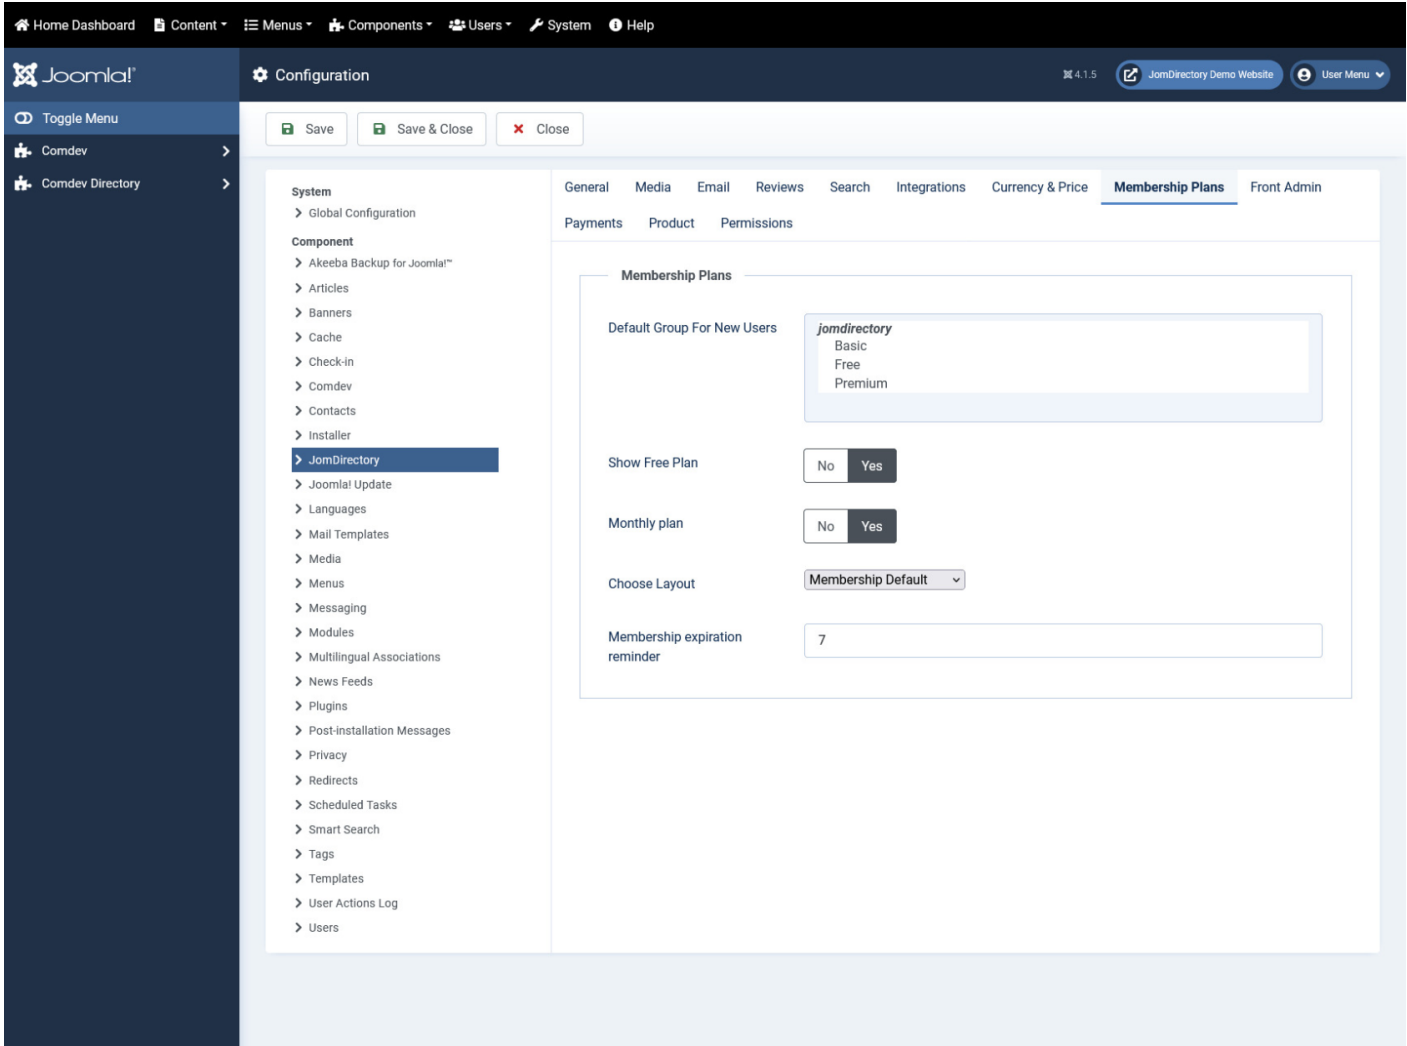 Home Dashboard Content Menus Components Users System Help
Joomla!®
Configuration
4.1.5
JomDirectory Demo Website
User Menu
Toggle Menu
Comdev
Comdev Directory
Save
Save & Close
Close
System
Global Configuration
Component
Akeeba Backup for Joomla!™
Articles
Banners
Cache
Check-in
Comdev
Contacts
Installer
JomDirectory
Joomla! Update
Languages
Mail Templates
Media
Menus
Messaging
Modules
Multilingual Associations
News Feeds
Plugins
Post-installation Messages
Privacy
Redirects
Scheduled Tasks
Smart Search
Tags
Templates
User Actions Log
Users
General Media Email Reviews Search Integrations Currency & Price Membership Plans Front Admin
Payments Product Permissions
Membership Plans
Default Group For New Users
jomdirectory
Basic
Free
Premium
Show Free Plan
No Yes
Monthly plan
No Yes
Choose Layout
Membership Default
Membership expiration
reminder
7